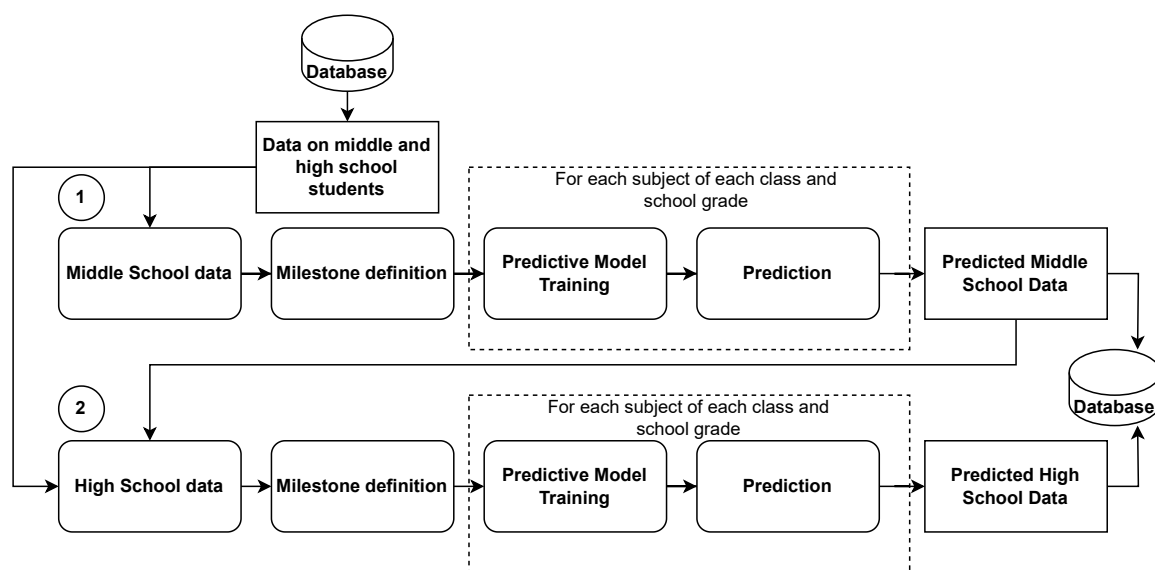 Database
Data on middle and
high school
students
1
For each subject of each class and
school grade
Middle School data
Milestone definition
Predictive Model
Training
Prediction
Predicted Middle
School Data
Database
2
For each subject of each class and
school grade
High School data
Milestone definition
Predictive Model
Training
Prediction
Predicted High
School Data